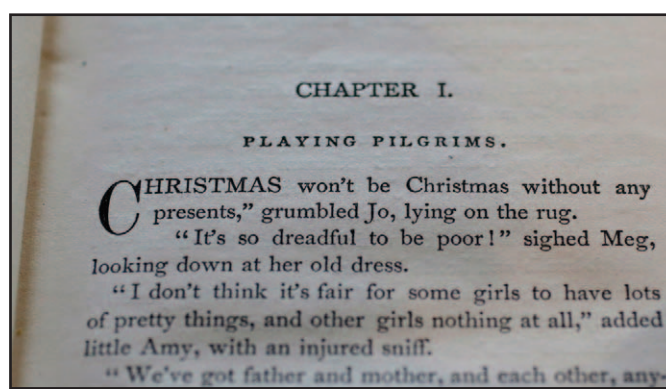 CHAPTER I.
PLAYING PILGRIMS.
CHRISTMAS won't be Christmas without any
presents,” grumbled Jo, lying on the rug.
“It's so dreadful to be poor!” sighed Meg,
looking down at her old dress.
“I don't think it's fair for some girls to have lots
of pretty things, and other girls nothing at all,” added
little Amy, with an injured sniff.
“We've got father and mother, and each other, any-